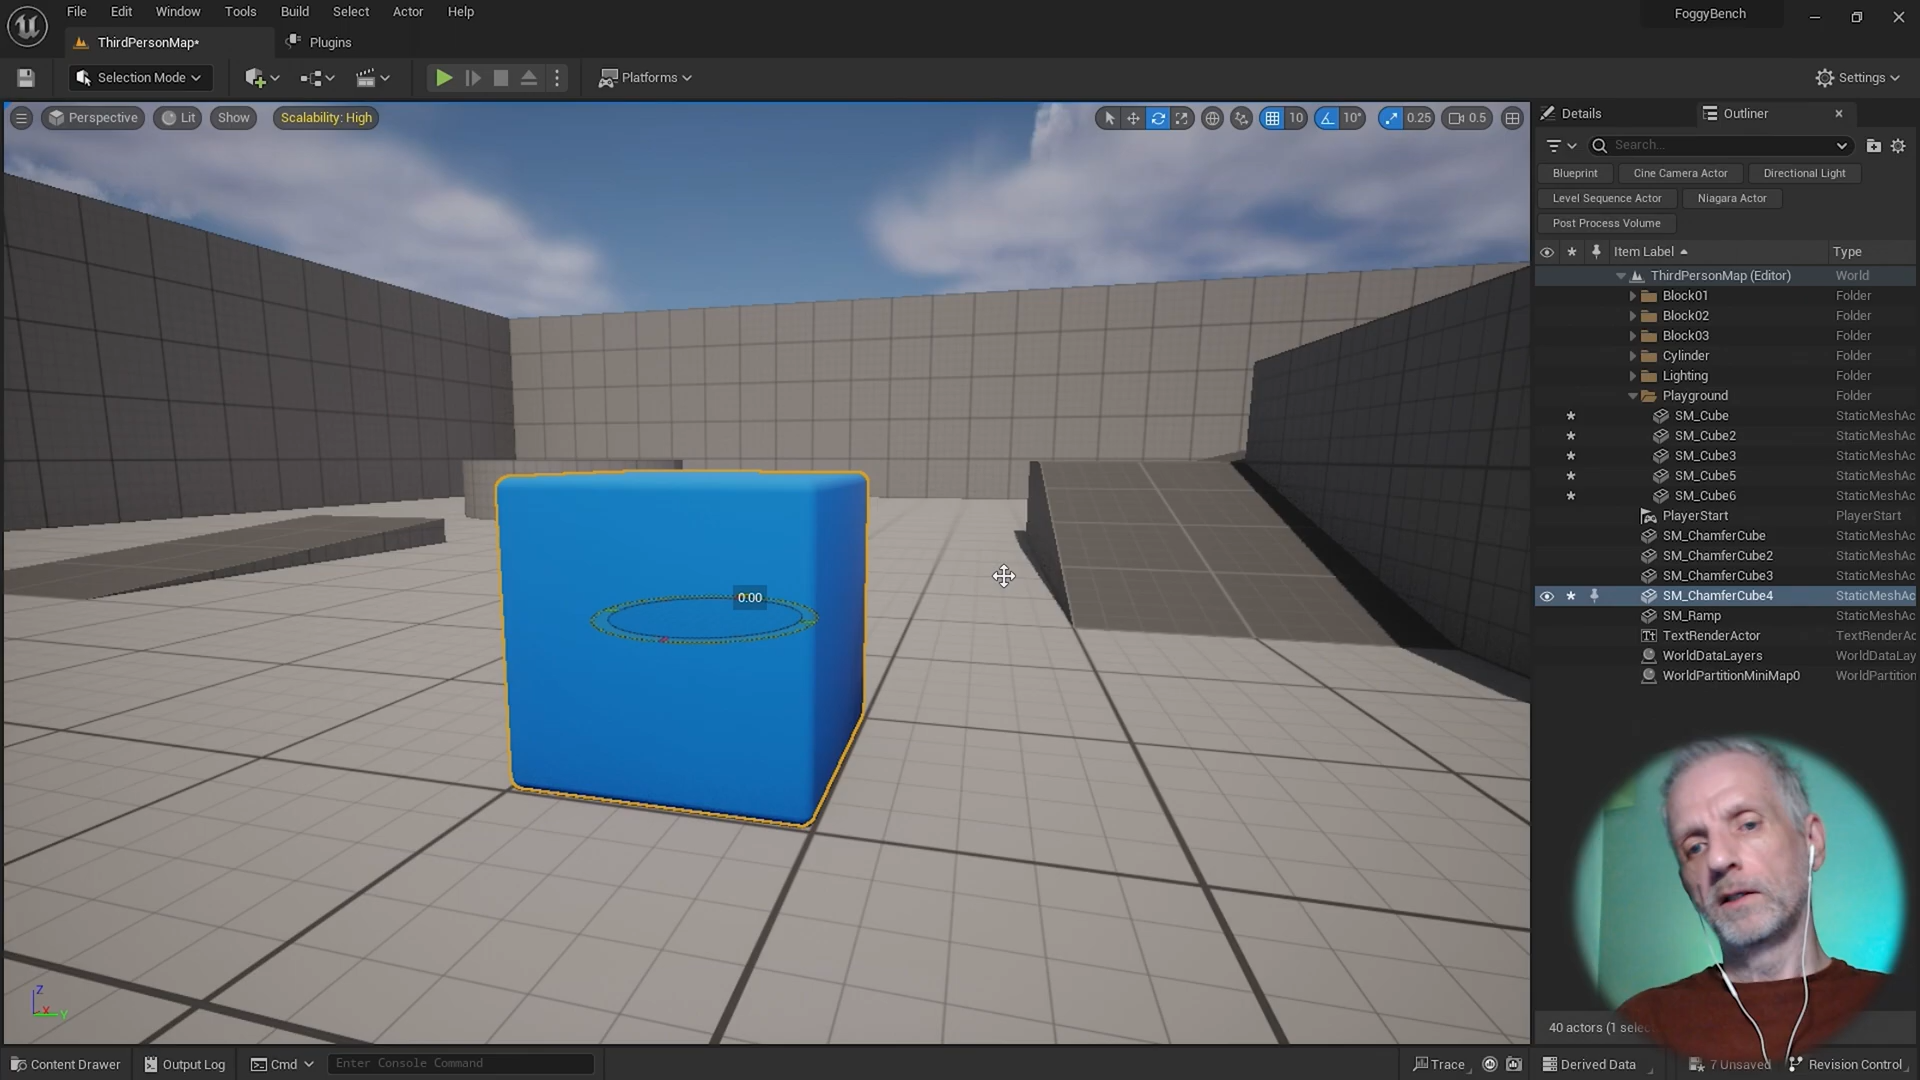 File Edit Window Tools Build Select Actor Help
FoggyBench
ThirdPersonMap*
Plugins
Selection Mode
Platforms
Settings
Perspective
Lit
Show
Scalability: High
10
10°
0.25
0.5
Details
Outliner
Search...
Blueprint
Cine Camera Actor
Directional Light
Level Sequence Actor
Niagara Actor
Post Process Volume
Item Label
Type
ThirdPersonMap (Editor) World
Block01 Folder
Block02 Folder
Block03 Folder
Cylinder Folder
Lighting Folder
Playground Folder
SM_Cube StaticMeshAc
SM_Cube2 StaticMeshAc
SM_Cube3 StaticMeshAc
SM_Cube5 StaticMeshAc
SM_Cube6 StaticMeshAc
PlayerStart PlayerStart
SM_ChamferCube StaticMeshAc
SM_ChamferCube2 StaticMeshAc
SM_ChamferCube3 StaticMeshAc
SM_ChamferCube4 StaticMeshAc
SM_Ramp StaticMeshAc
Tt TextRenderActor TextRenderAc
WorldDataLayers WorldDataLay
WorldPartitionMiniMap0 WorldPartition
0.00
Z
X
Y
40 actors (1 selec
Content Drawer
Output Log
Cmd
Enter Console Command
Trace
Derived Data
7 Unsaved
Revision Control